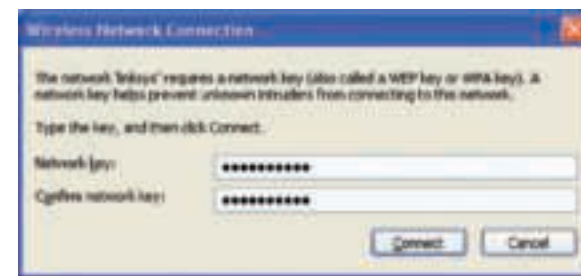 Wireless Network Connection
The network 'linksys' requires a network key (also called a WEP key or WPA key). A
network key helps prevent unknown intruders from connecting to this network.
Type the key, and then click Connect.
Network key: ••••••••••
Confirm network key: ••••••••••
Connect Cancel